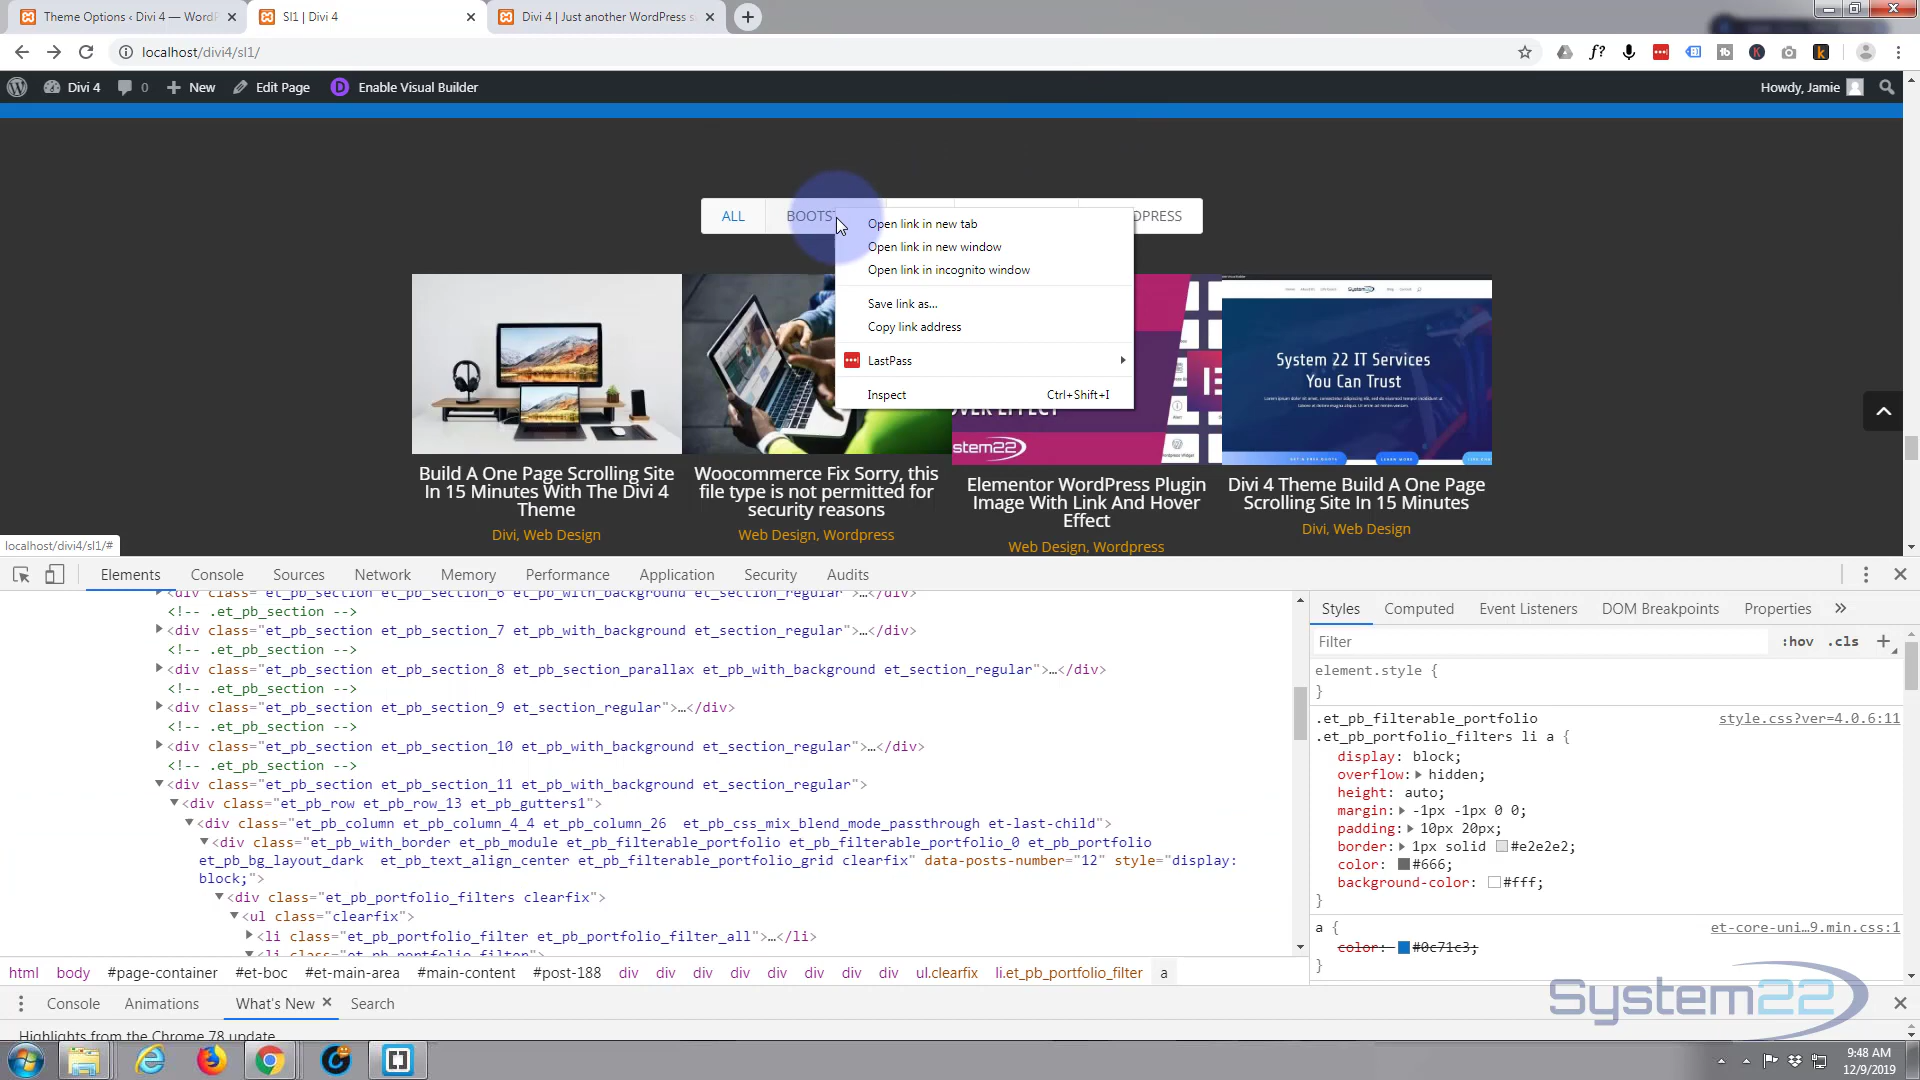 Theme Options ‹ Divi 4 — WordP
Sl1 | Divi 4
Divi 4 | Just another WordPress s
localhost/divi4/sl1/
Divi 4
0
New
Edit Page
Enable Visual Builder
Howdy, Jamie
ALL
BOOTST
DPRESS
Open link in new tab
Open link in new window
Open link in incognito window
Save link as...
Copy link address
LastPass
Inspect
Ctrl+Shift+I
System 22 IT Services
You Can Trust
OVER EFFECT
stem22
Build A One Page Scrolling Site
In 15 Minutes With The Divi 4
Theme
Divi, Web Design
Woocommerce Fix Sorry, this
file type is not permitted for
security reasons
Web Design, Wordpress
Elementor WordPress Plugin
Image With Link And Hover
Effect
Web Design, Wordpress
Divi 4 Theme Build A One Page
Scrolling Site In 15 Minutes
Divi, Web Design
localhost/divi4/sl1/#
Elements
Console
Sources
Network
Memory
Performance
Application
Security
Audits
<div class="et_pb_section et_pb_section_6 et_pb_with_background et_section_regular">…</div>
<!-- .et_pb_section -->
<div class="et_pb_section et_pb_section_7 et_pb_with_background et_section_regular">…</div>
<!-- .et_pb_section -->
<div class="et_pb_section et_pb_section_8 et_pb_section_parallax et_pb_with_background et_section_regular">…</div>
<!-- .et_pb_section -->
<div class="et_pb_section et_pb_section_9 et_section_regular">…</div>
<!-- .et_pb_section -->
<div class="et_pb_section et_pb_section_10 et_pb_with_background et_section_regular">…</div>
<!-- .et_pb_section -->
<div class="et_pb_section et_pb_section_11 et_pb_with_background et_section_regular">
<div class="et_pb_row et_pb_row_13 et_pb_gutters1">
<div class="et_pb_column et_pb_column_4_4 et_pb_column_26  et_pb_css_mix_blend_mode_passthrough et-last-child">
<div class="et_pb_with_border et_pb_module et_pb_filterable_portfolio et_pb_filterable_portfolio_0 et_pb_portfolio
et_pb_bg_layout_dark  et_pb_text_align_center et_pb_filterable_portfolio_grid clearfix" data-posts-number="12" style="display:
block;">
<div class="et_pb_portfolio_filters clearfix">
<ul class="clearfix">
<li class="et_pb_portfolio_filter et_pb_portfolio_filter_all">…</li>
<li class="et_pb_portfolio_filter">
Styles
Computed
Event Listeners
DOM Breakpoints
Properties
Filter
:hov
.cls
element.style {
}
.et_pb_filterable_portfolio
style.css?ver=4.0.6:11
.et_pb_portfolio_filters li a {
display: block;
overflow: hidden;
height: auto;
margin: -1px -1px 0 0;
padding: 10px 20px;
border: 1px solid #e2e2e2;
color: #666;
background-color: #fff;
}
a {
et-core-uni…9.min.css:1
color: #0c71c3;
}
html body #page-container #et-boc #et-main-area #main-content #post-188 div div div div div div div div ul.clearfix li.et_pb_portfolio_filter a
Console
Animations
What's New
Search
Highlights from the Chrome 78 update
System22
9:48 AM
12/9/2019